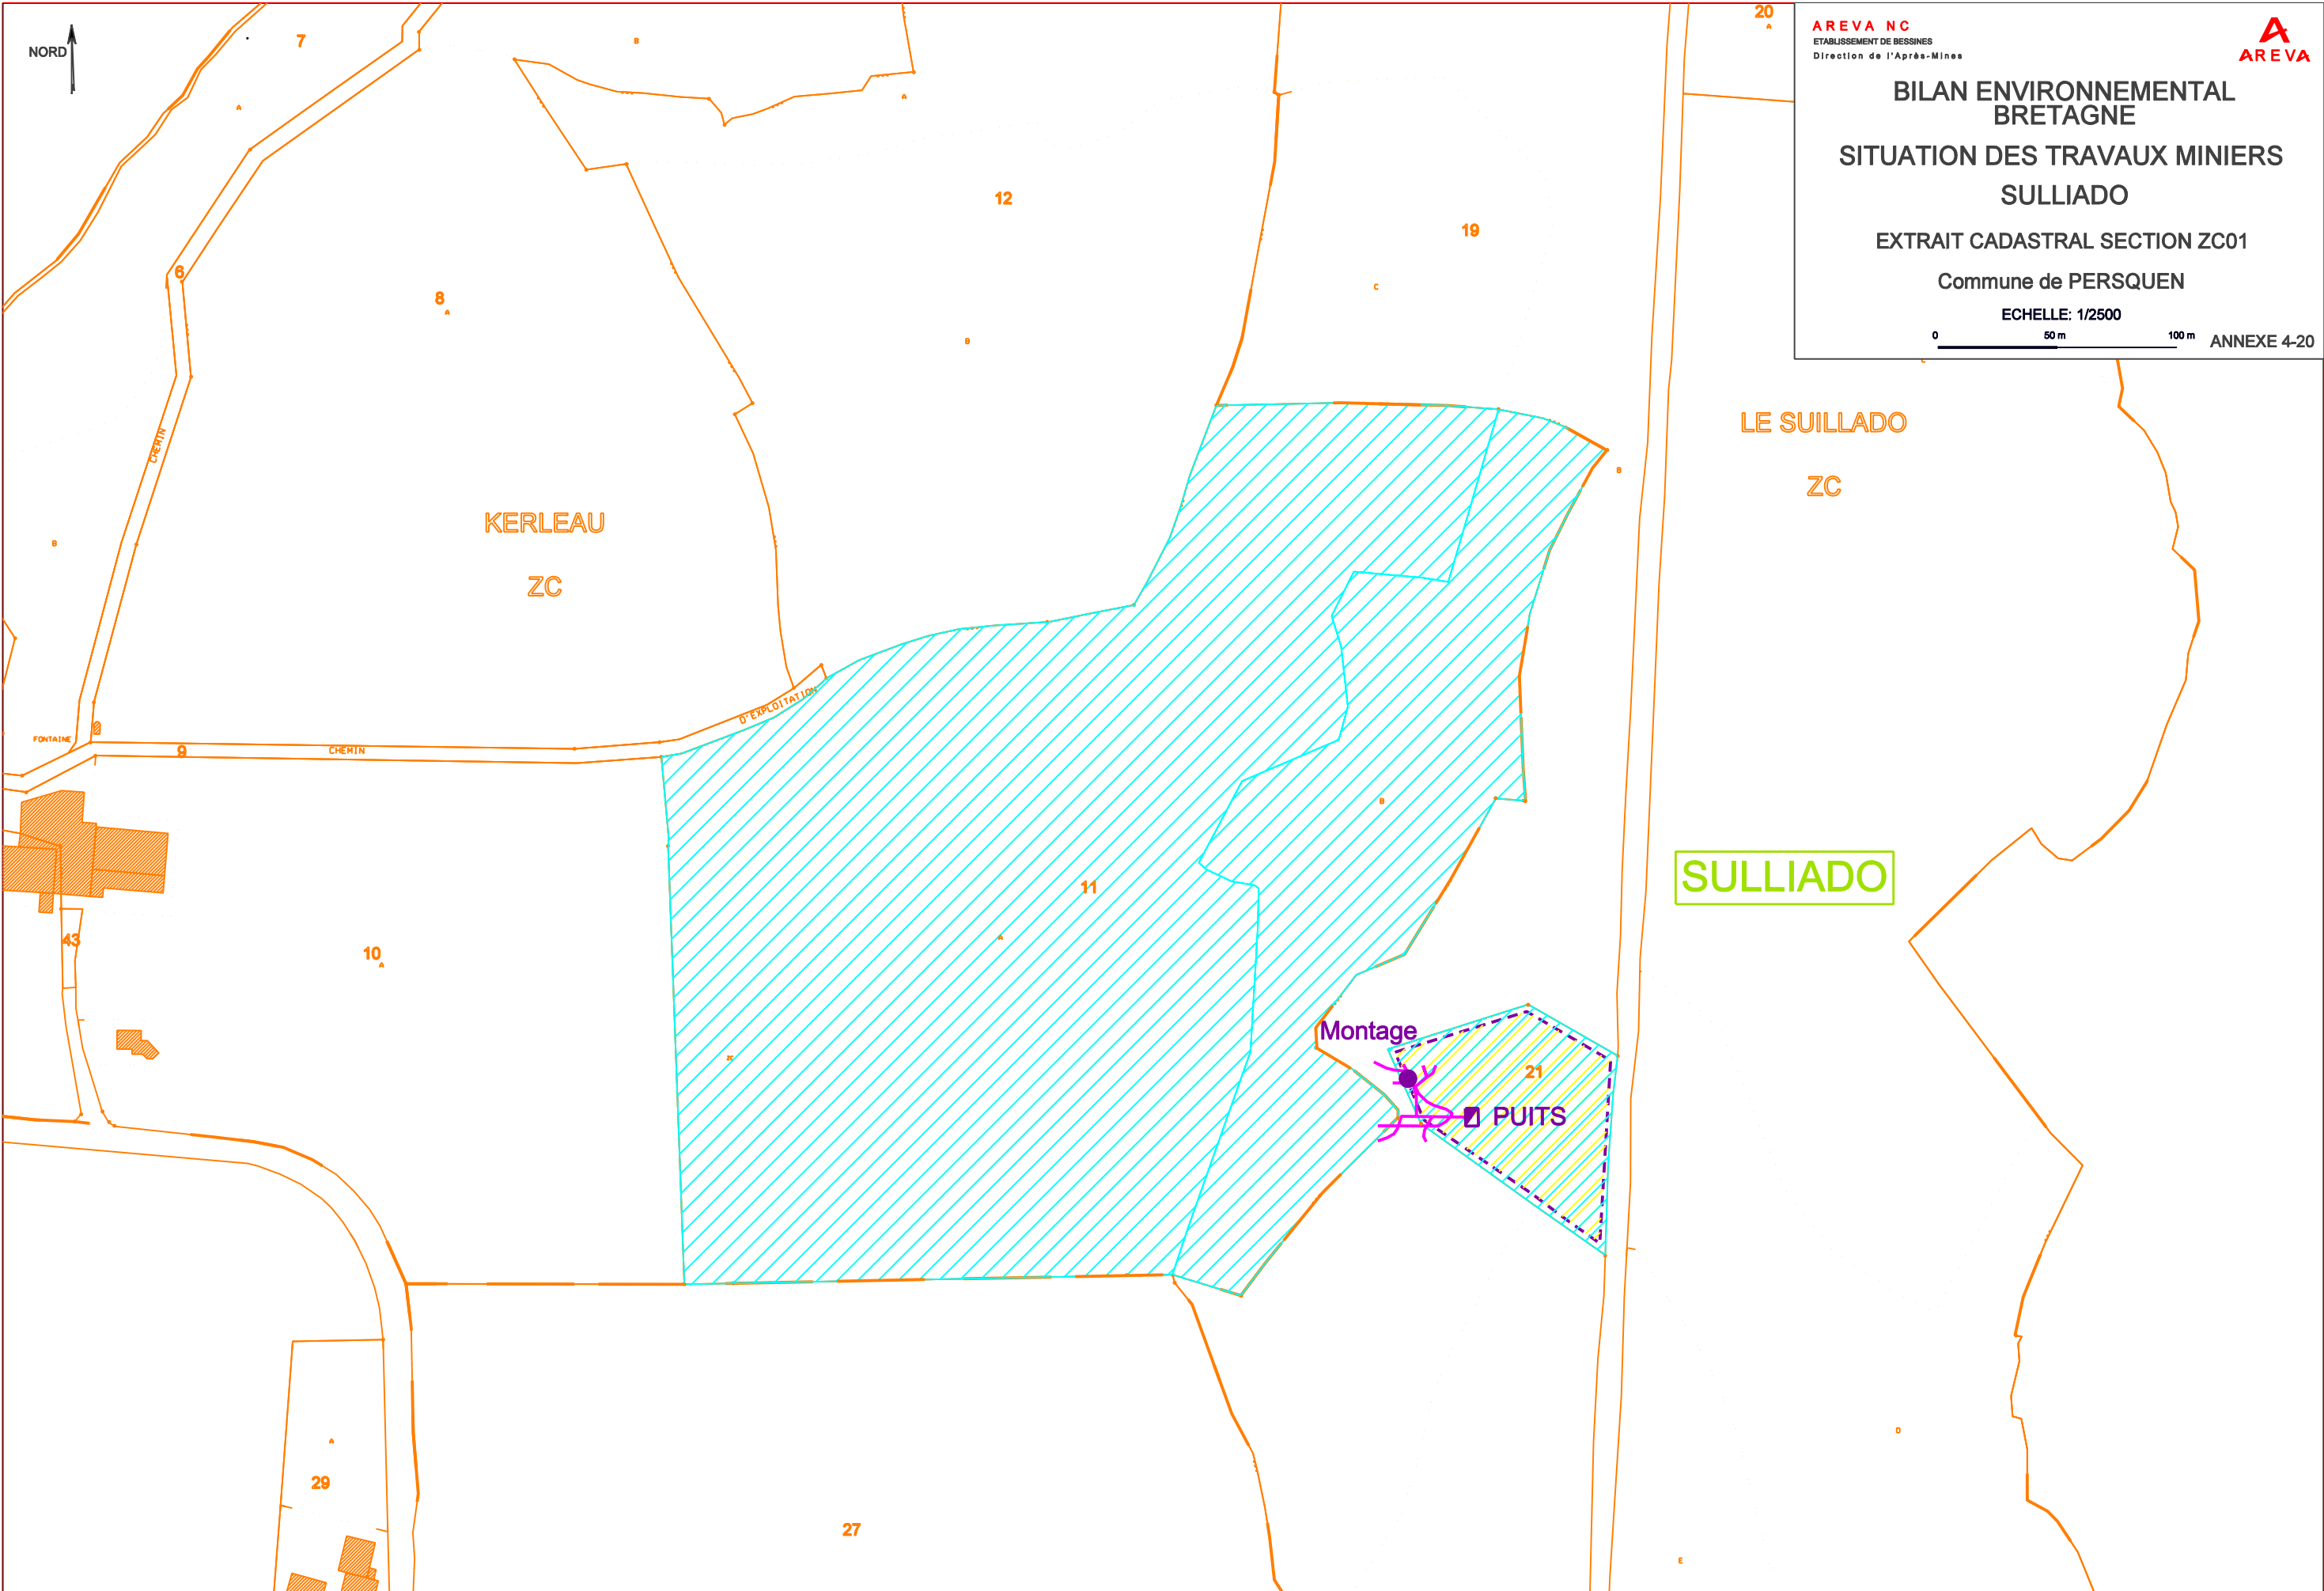 NORD
7
A
B
A
20
A
AREVA NC
ETABLISSEMENT DE BESSINES
Direction de l'Après-Mines
AREVA
BILAN ENVIRONNEMENTAL
BRETAGNE
SITUATION DES TRAVAUX MINIERS
SULLIADO
EXTRAIT CADASTRAL SECTION ZC01
Commune de PERSQUEN
ECHELLE: 1/2500
0 50 m 100 m
ANNEXE 4-20
12
19
6
8
A
C
B
C
CHEMIN
LE SUILLADO
ZC
B
KERLEAU
ZC
B
D'EXPLOITATION
FONTAINE
9
CHEMIN
B
11
A
SULLIADO
43
10
A
Montage
21
PUITS
A
29
27
D
E